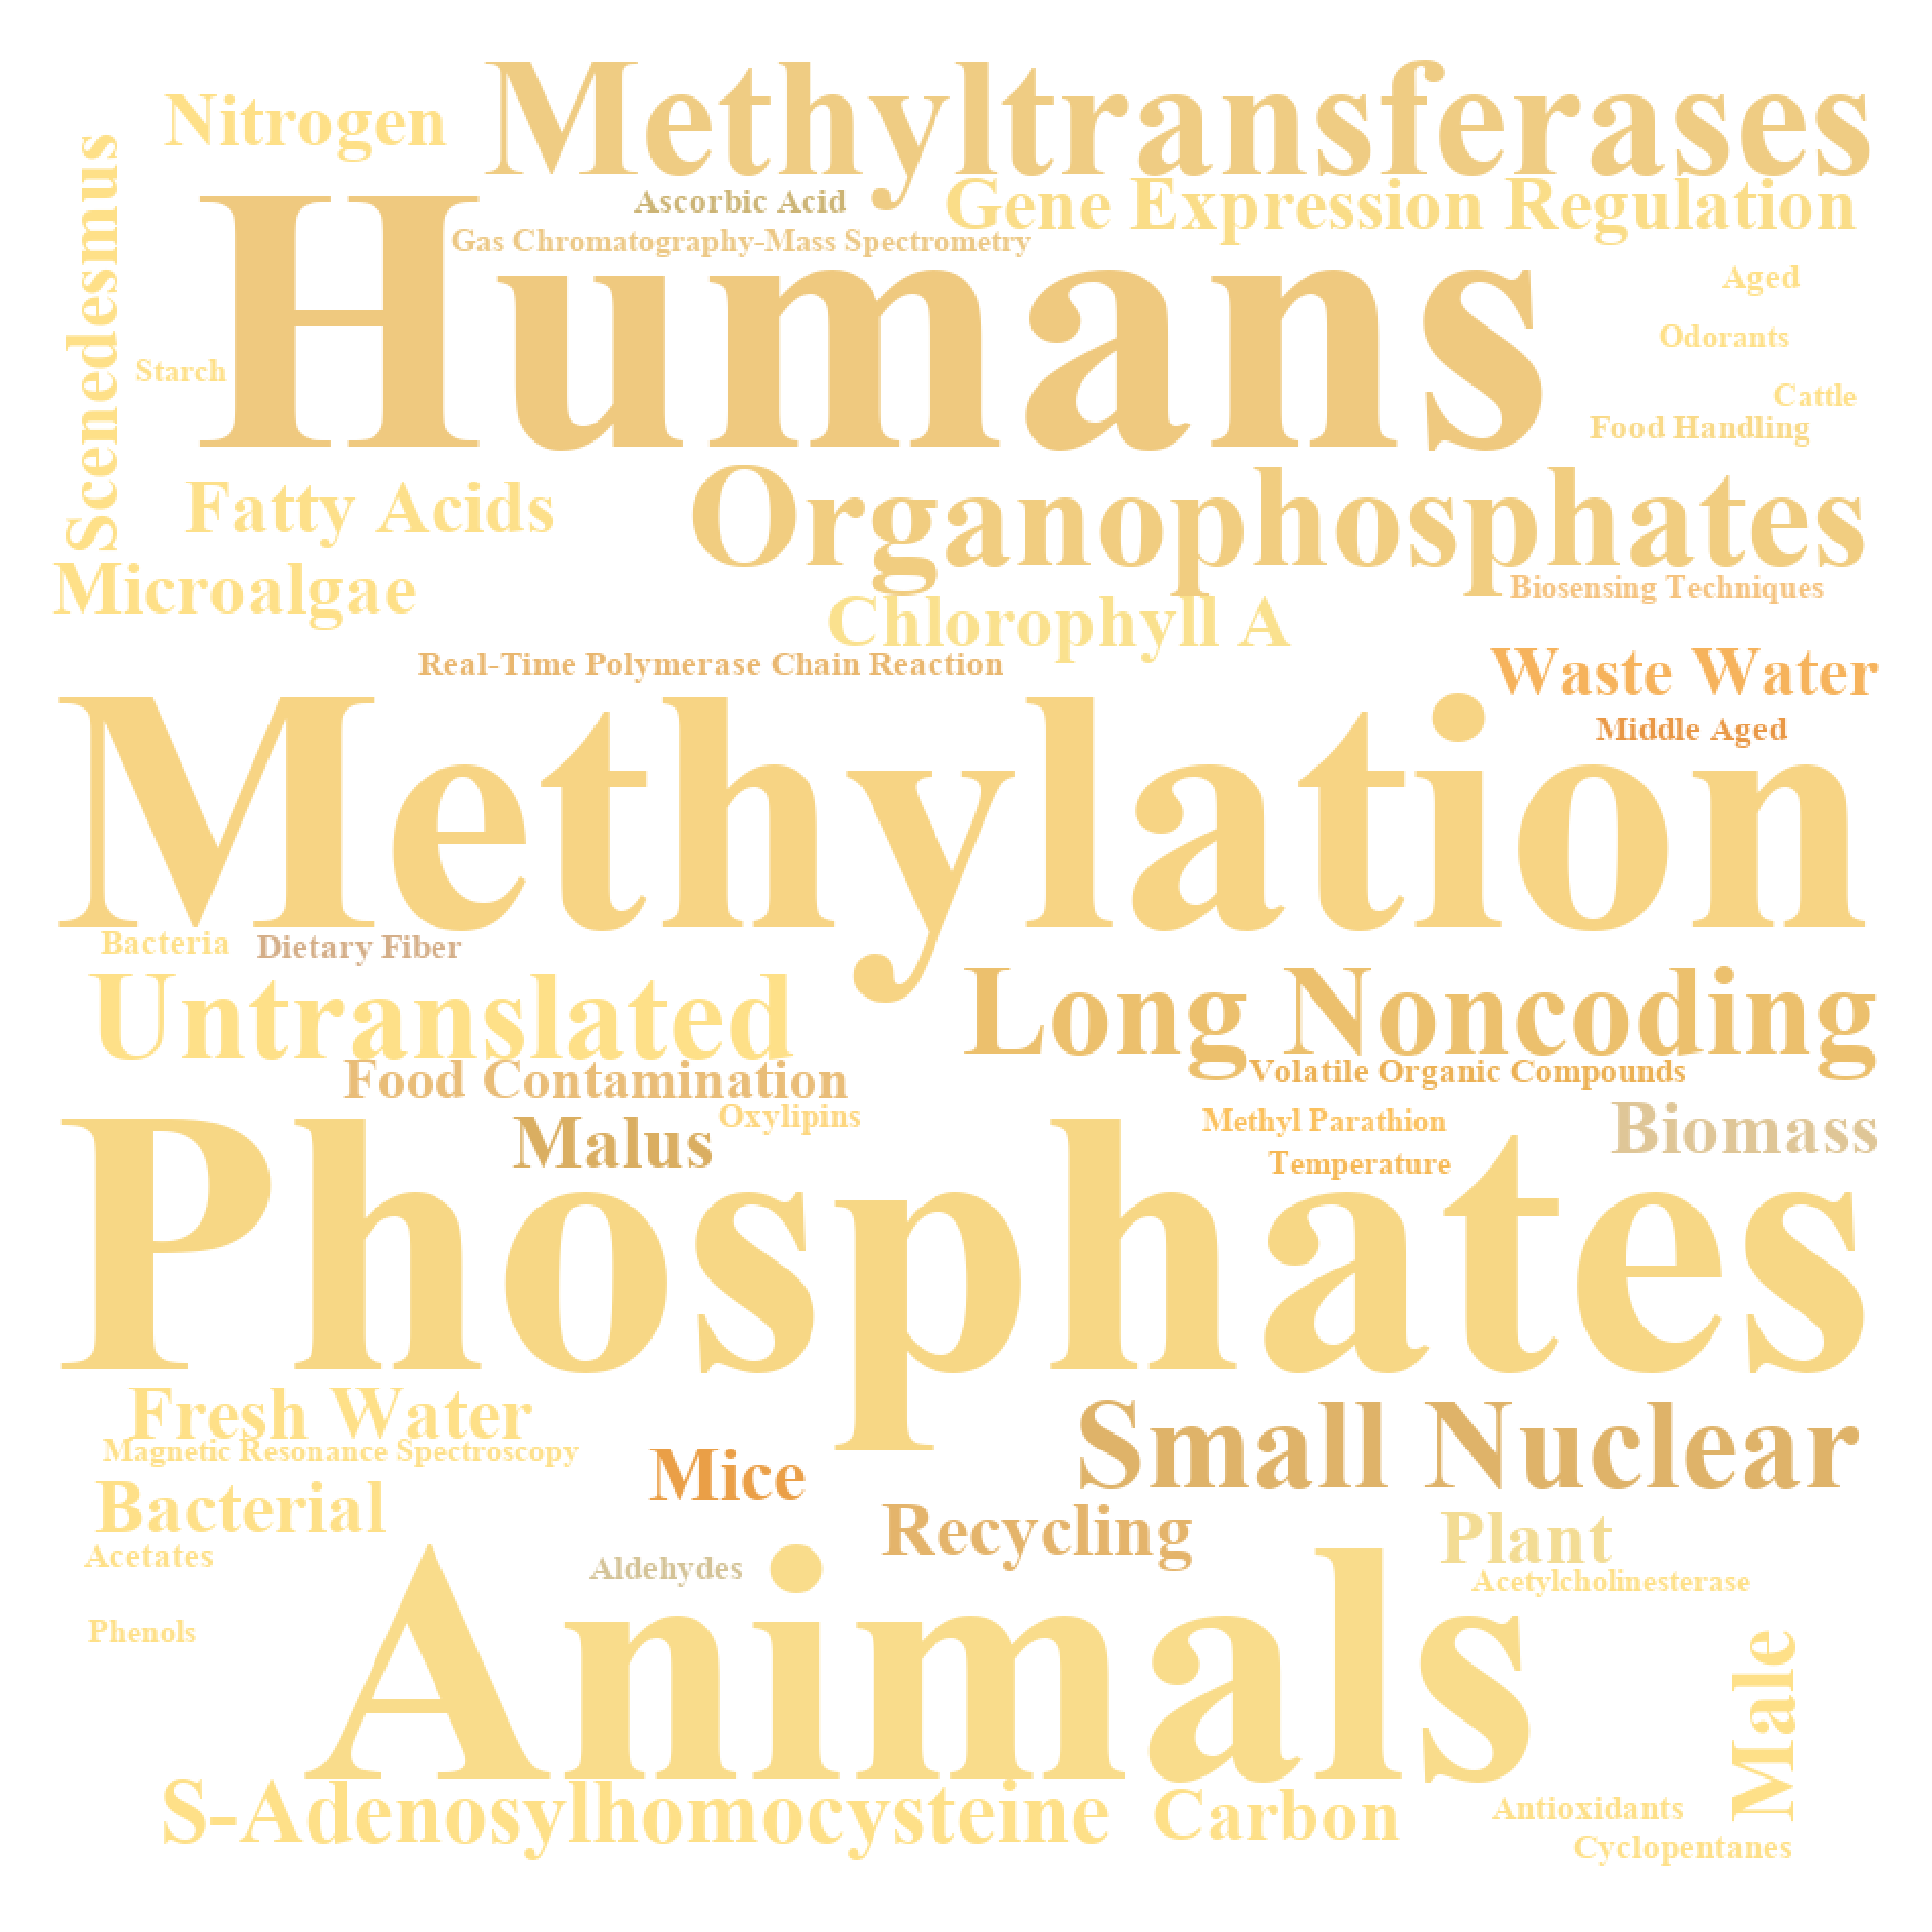 Methyltransferases
Nitrogen
Scenedesmus
Ascorbic Acid
Gene Expression Regulation
Gas Chromatography-Mass Spectrometry
Humans
Aged
Odorants
Starch
Cattle
Food Handling
Fatty Acids
Organophosphates
Microalgae
Biosensing Techniques
Chlorophyll A
Real-Time Polymerase Chain Reaction
Waste Water
Middle Aged
Methylation
Bacteria
Dietary Fiber
Untranslated
Long Noncoding
Food Contamination
Volatile Organic Compounds
Oxylipins
Methyl Parathion
Biomass
Malus
Temperature
Phosphates
Fresh Water
Magnetic Resonance Spectroscopy
Small Nuclear
Mice
Bacterial
Recycling
Plant
Acetates
Aldehydes
Acetylcholinesterase
Phenols
Animals
Male
S-Adenosylhomocysteine
Carbon
Antioxidants
Cyclopentanes